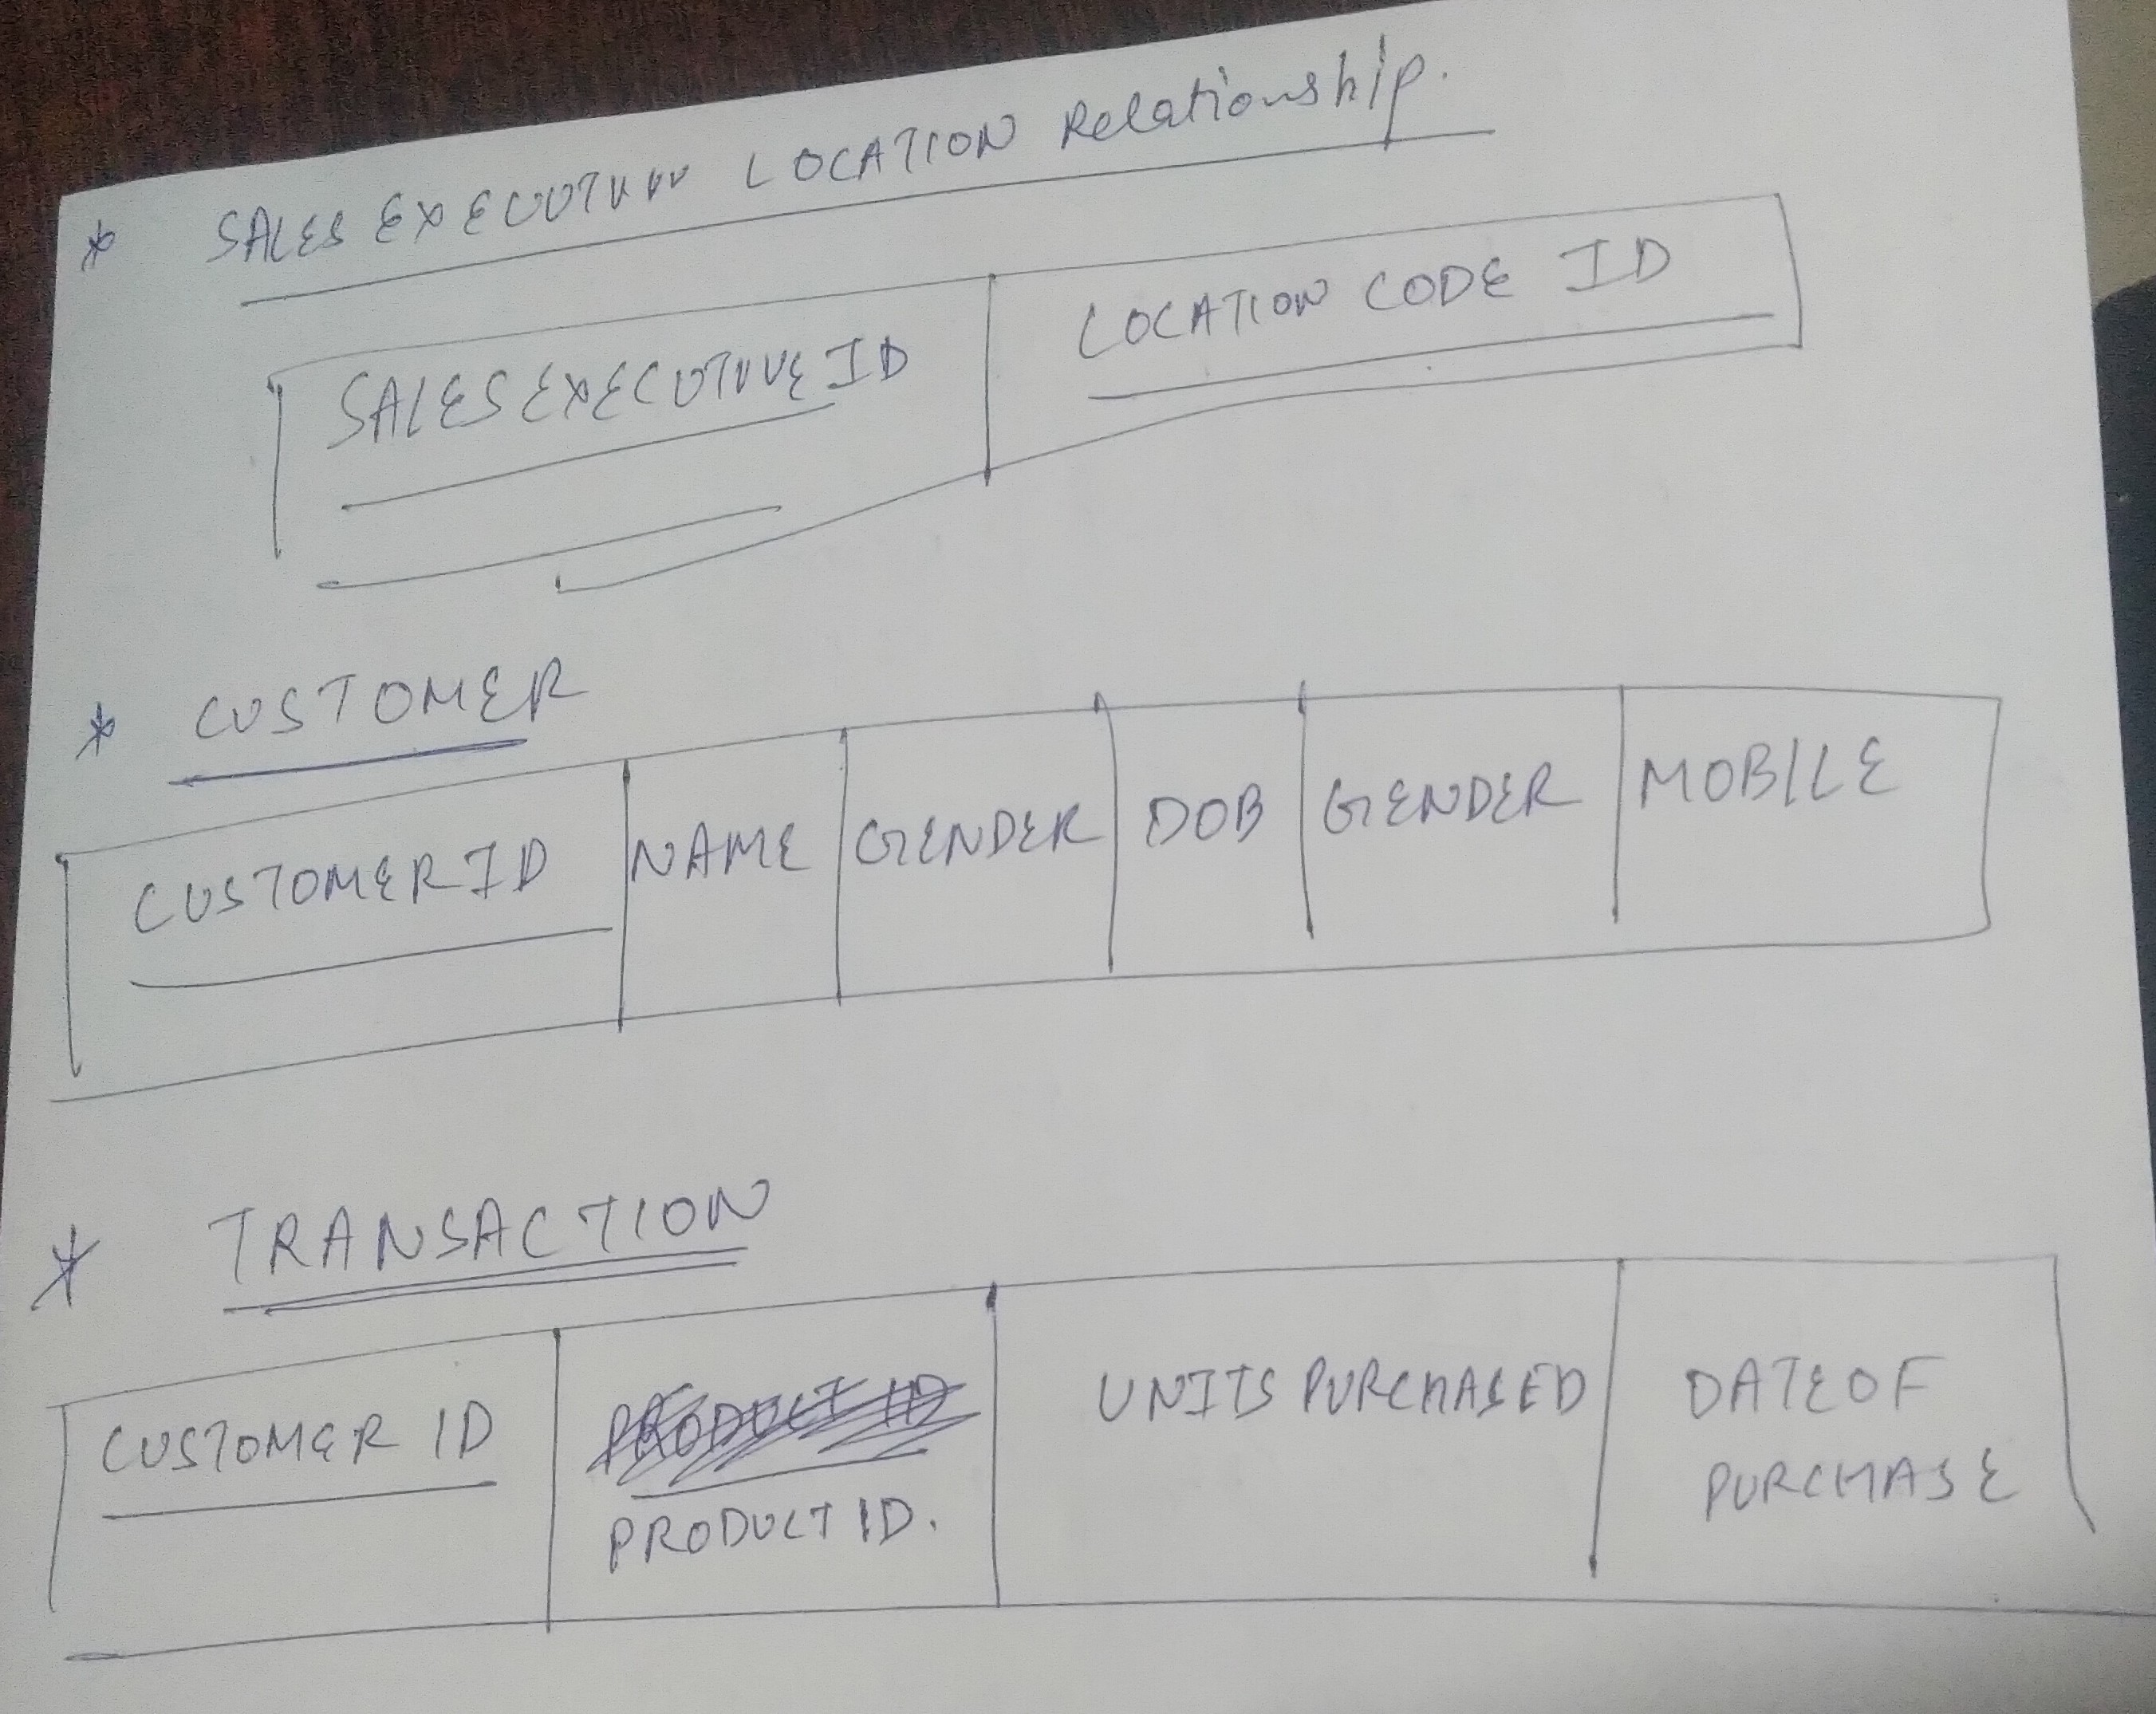 * SALES EXECUTIVE LOCATION Relationship.
SALES EXECUTIVE ID LOCATION CODE ID
* CUSTOMER
CUSTOMER ID NAME GENDER DOB GENDER MOBILE
* TRANSACTION
CUSTOMER ID PRODUCT ID UNITS PURCHASED DATE OF
PRODUCT ID. PURCHASE